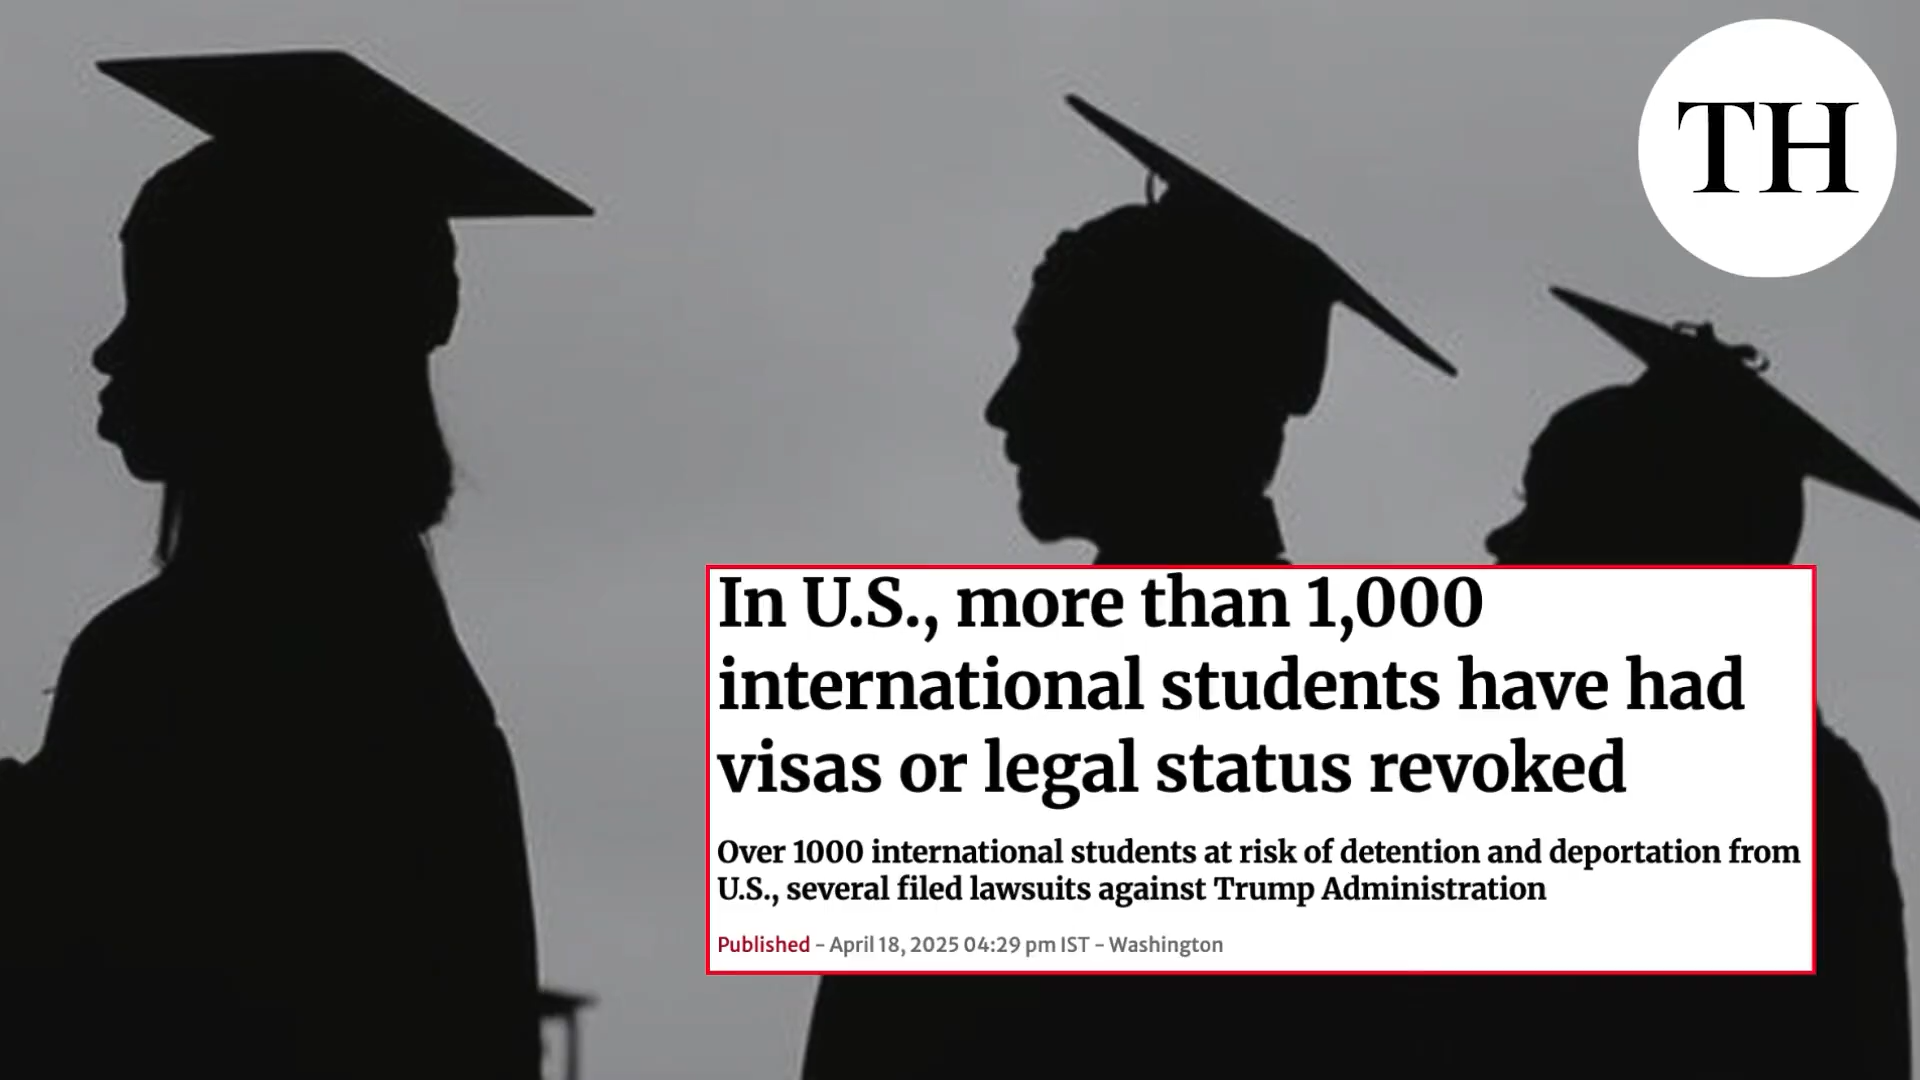 TH
In U.S., more than 1,000
international students have had
visas or legal status revoked
Over 1000 international students at risk of detention and deportation from
U.S., several filed lawsuits against Trump Administration
Published - April 18, 2025 04:29 pm IST - Washington